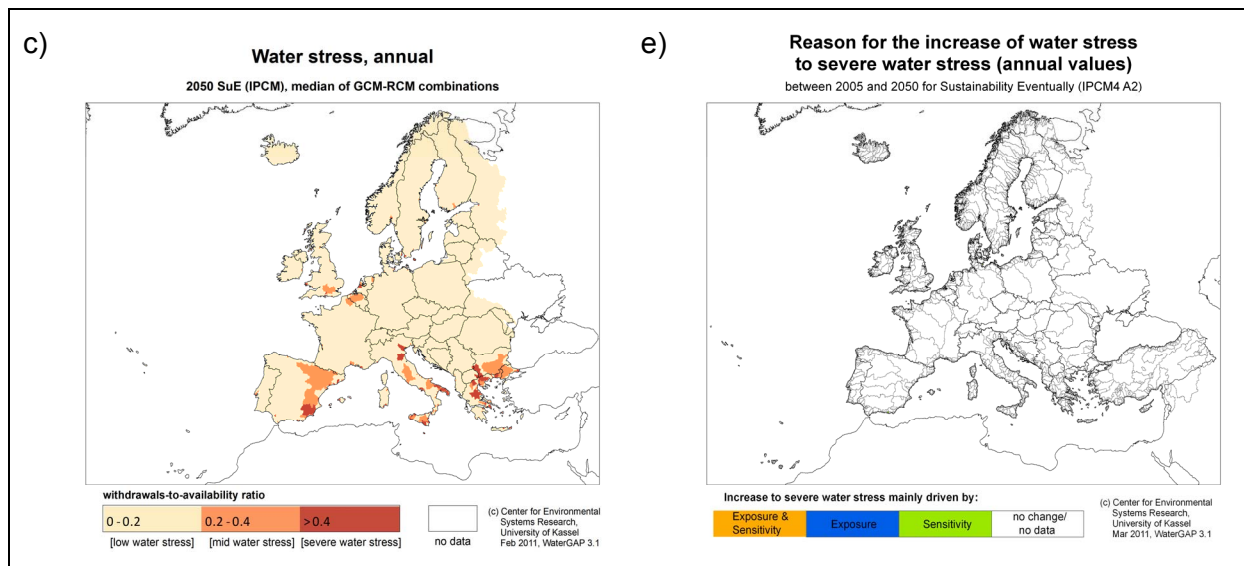 c)
Water stress, annual
2050 SuE (IPCM), median of GCM-RCM combinations
withdrawals-to-availability ratio
0 - 0.2
0.2 - 0.4
> 0.4
[low water stress]
[mid water stress]
[severe water stress]
no data
(c) Center for Environmental
Systems Research,
University of Kassel
Feb 2011, WaterGAP 3.1
e)
Reason for the increase of water stress
to severe water stress (annual values)
between 2005 and 2050 for Sustainability Eventually (IPCM4 A2)
Increase to severe water stress mainly driven by:
Exposure &
Sensitivity
Exposure
Sensitivity
no change/
no data
(c) Center for Environmental
Systems Research,
University of Kassel
Mar 2011, WaterGAP 3.1